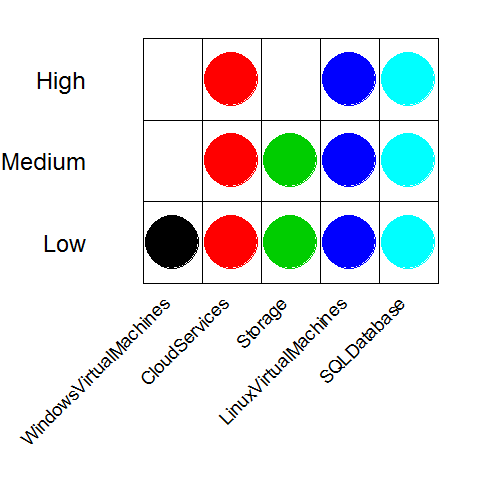 High
Medium
Low
WindowsVirtualMachines
CloudServices
Storage
LinuxVirtualMachines
SQLDatabase